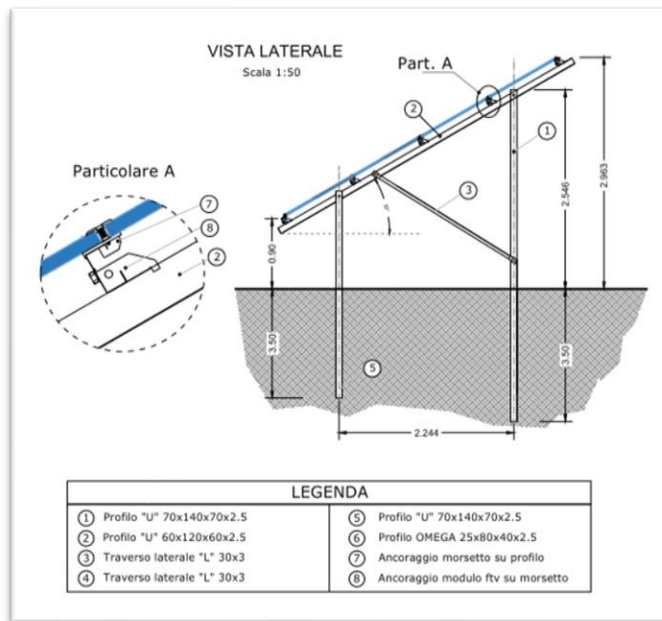 VISTA LATERALE
Scala 1:50
Part. A
2
1
Particolare A
7
8
2
3
0.90
2.546
2.963
3.50
5
3.50
2.244
LEGENDA
1 Profilo "U" 70x140x70x2.5
2 Profilo "U" 60x120x60x2.5
3 Traverso laterale "L" 30x3
4 Traverso laterale "L" 30x3
5 Profilo "U" 70x140x70x2.5
6 Profilo OMEGA 25x80x40x2.5
7 Ancoraggio morsetto su profilo
8 Ancoraggio modulo ftv su morsetto